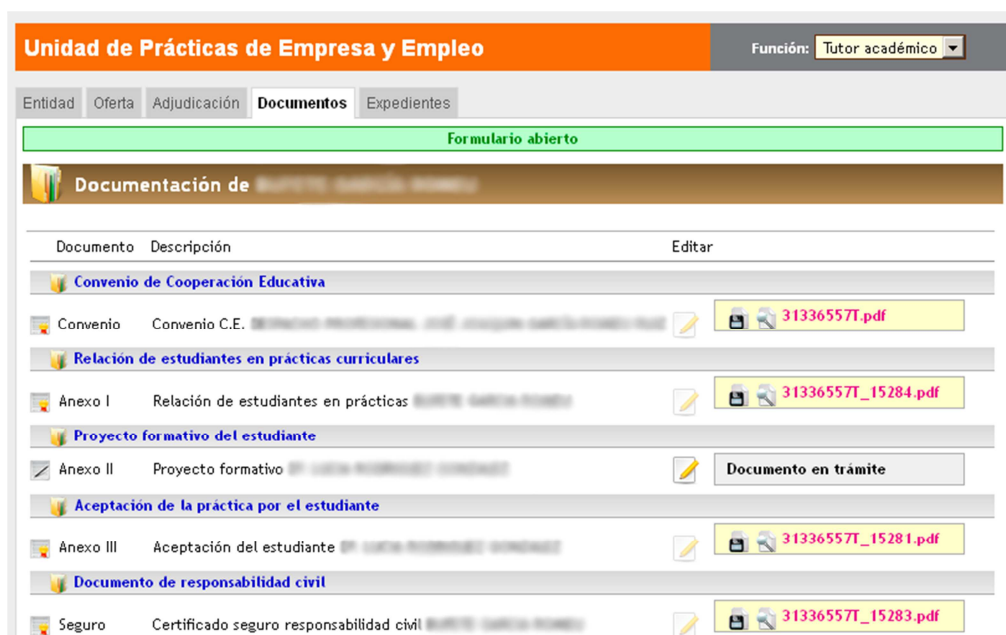 Unidad de Prácticas de Empresa y Empleo
Función: Tutor académico
Entidad Oferta Adjudicación Documentos Expedientes
Formulario abierto
Documentación de
Documento Descripción Editar
Convenio de Cooperación Educativa
Convenio Convenio C.E. 31336557T.pdf
Relación de estudiantes en prácticas curriculares
Anexo I Relación de estudiantes en prácticas 31336557T_15284.pdf
Proyecto formativo del estudiante
Anexo II Proyecto formativo Documento en trámite
Aceptación de la práctica por el estudiante
Anexo III Aceptación del estudiante 31336557T_15281.pdf
Documento de responsabilidad civil
Seguro Certificado seguro responsabilidad civil 31336557T_15283.pdf